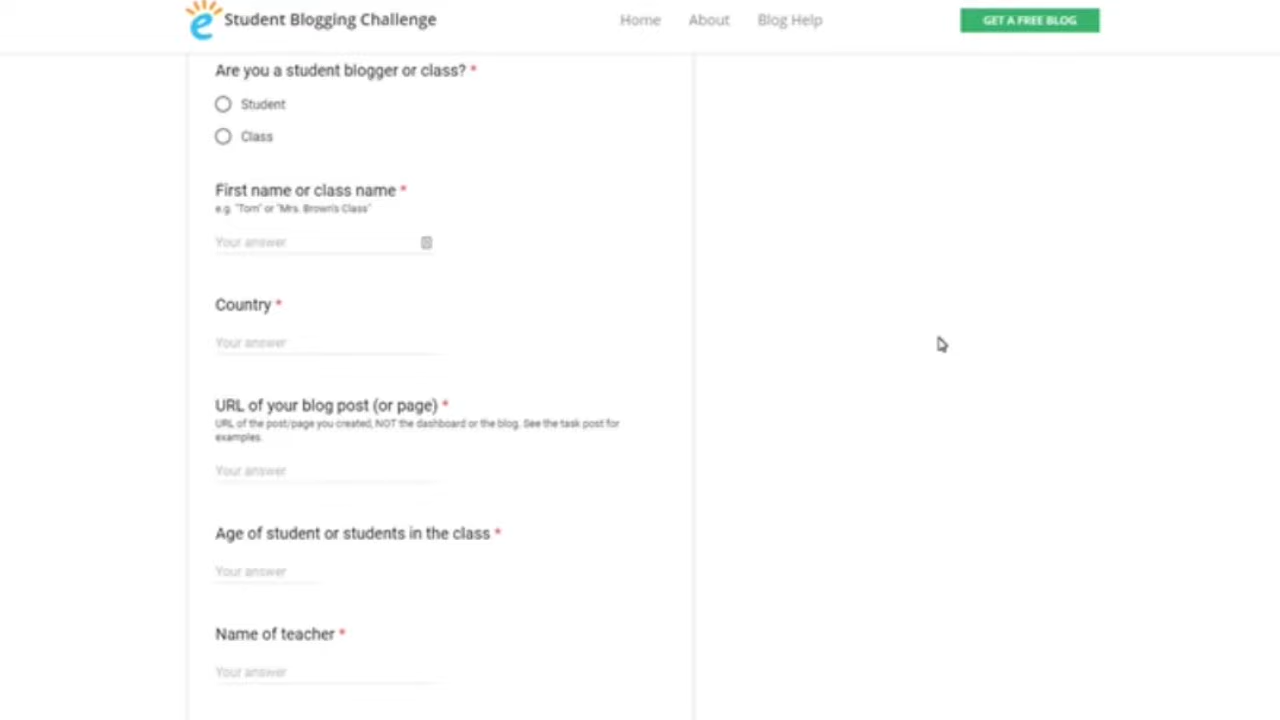 Student Blogging Challenge
Home About Blog Help
GET A FREE BLOG
Are you a student blogger or class? *
Student
Class
First name or class name *
e.g. "Tom" or "Mrs. Brown's Class"
Your answer
Country *
Your answer
URL of your blog post (or page) *
URL of the post/page you created, NOT the dashboard or the blog. See the task post for
examples.
Your answer
Age of student or students in the class *
Your answer
Name of teacher *
Your answer